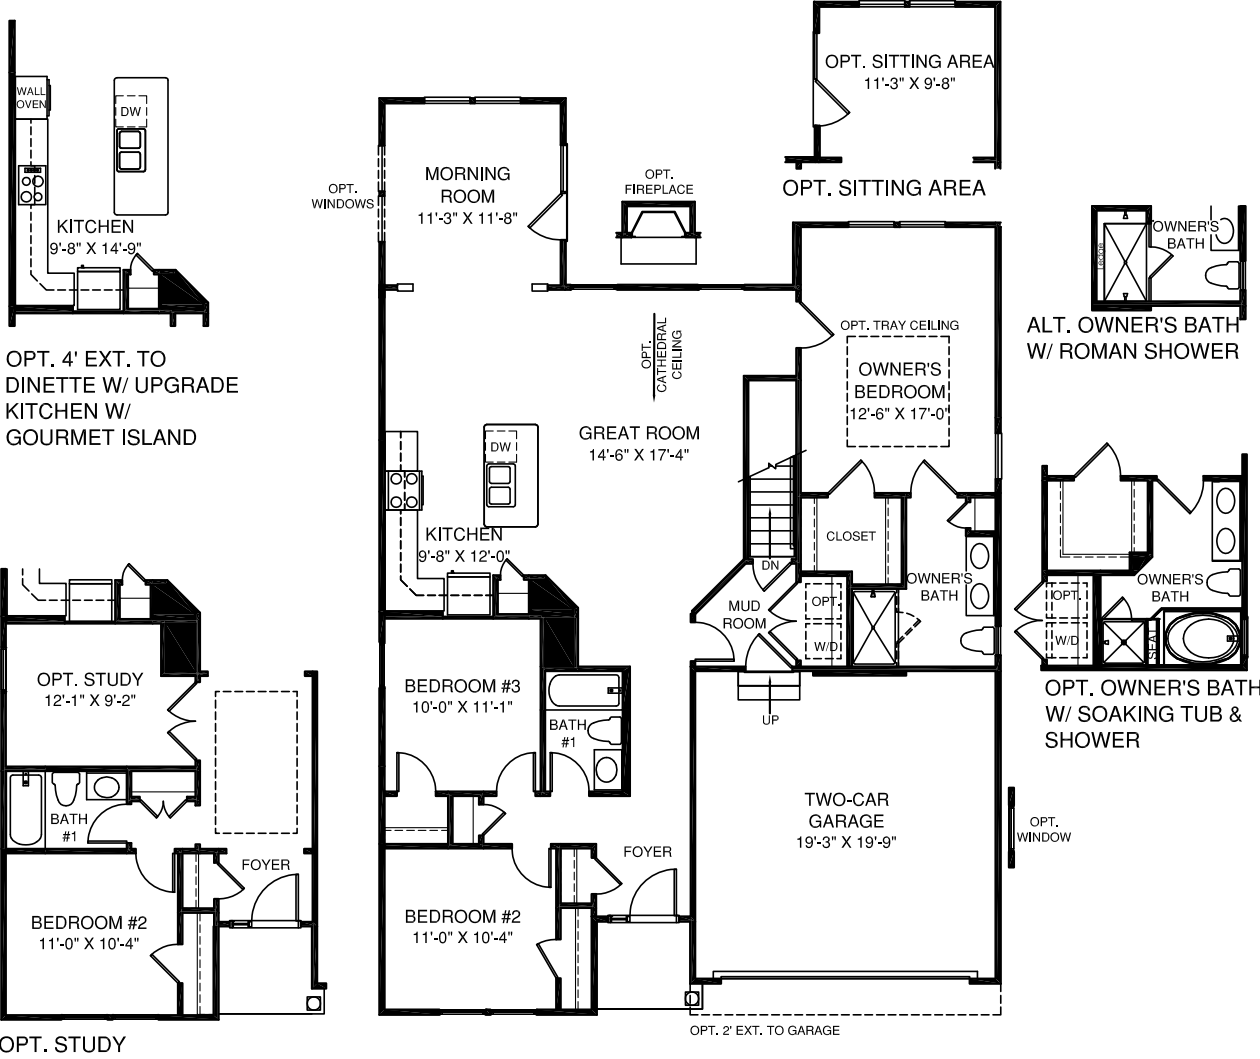 WALL
OVEN
DW
KITCHEN
9'-8" X 14'-9"
OPT. 4' EXT. TO
DINETTE W/ UPGRADE
KITCHEN W/
GOURMET ISLAND
OPT. STUDY
12'-1" X 9'-2"
BATH
#1
FOYER
BEDROOM #2
11'-0" X 10'-4"
OPT. STUDY
OPT.
WINDOWS
MORNING
ROOM
11'-3" X 11'-8"
OPT.
FIREPLACE
OPT. SITTING AREA
11'-3" X 9'-8"
OPT. SITTING AREA
OPT.
CATHEDRAL
CEILING
OPT. TRAY CEILING
OWNER'S
BEDROOM
12'-6" X 17'-0"
GREAT ROOM
14'-6" X 17'-4"
DW
KITCHEN
9'-8" X 12'-0"
CLOSET
DN
OWNER'S
BATH
MUD
ROOM
OPT.
W/D
UP
BEDROOM #3
10'-0" X 11'-1"
BATH
#1
FOYER
BEDROOM #2
11'-0" X 10'-4"
TWO-CAR
GARAGE
19'-3" X 19'-9"
OPT. 2' EXT. TO GARAGE
OPT.
WINDOW
Ledge
OWNER'S
BATH
ALT. OWNER'S BATH
W/ ROMAN SHOWER
OWNER'S
BATH
OPT.
W/D
SEAT
OPT. OWNER'S BATH
W/ SOAKING TUB &
SHOWER